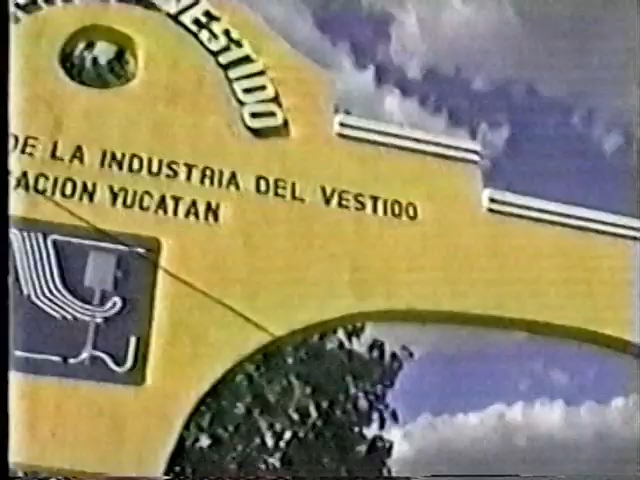 VESTIDO
DE LA INDUSTRIA DEL VESTIDO
ACION YUCATAN